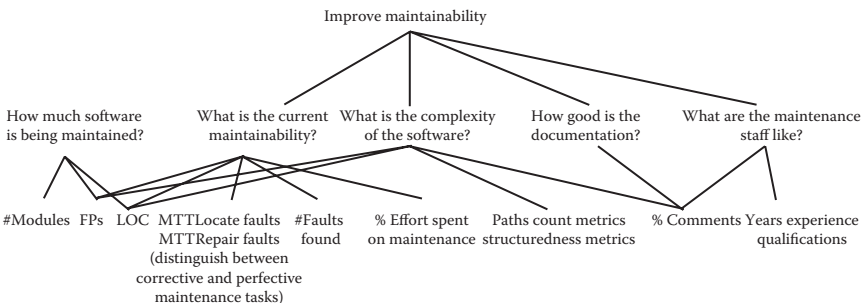 Improve maintainability
How much software
is being maintained?
What is the current
maintainability?
What is the complexity
of the software?
How good is the
documentation?
What are the maintenance
staff like?
#Modules
FPs
LOC
MTTLocate faults
MTTRepair faults
(distinguish between
corrective and perfective
maintenance tasks)
#Faults
found
% Effort spent
on maintenance
Paths count metrics
structuredness metrics
% Comments
Years experience
qualifications